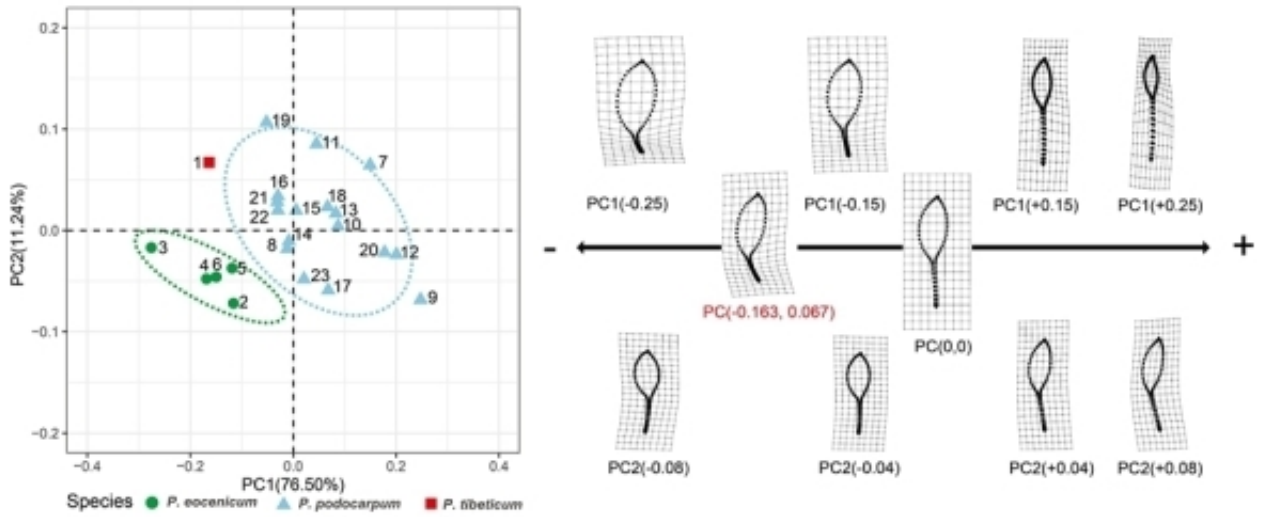 0.2
0.1
0.0
−0.1
−0.2
PC2(11.24%)
19
11
7
1
16
21
22
15
18
13
10
14
8
20
12
3
4
6
5
2
23
17
9
−0.4
−0.2
0.0
0.2
0.4
PC1(76.50%)
Species P. eocenicum P. podocarpum P. tibeticum
PC1(-0.25)
PC1(-0.15)
PC1(+0.15)
PC1(+0.25)
-
+
PC(-0.163, 0.067)
PC(0,0)
PC2(-0.08)
PC2(-0.04)
PC2(+0.04)
PC2(+0.08)